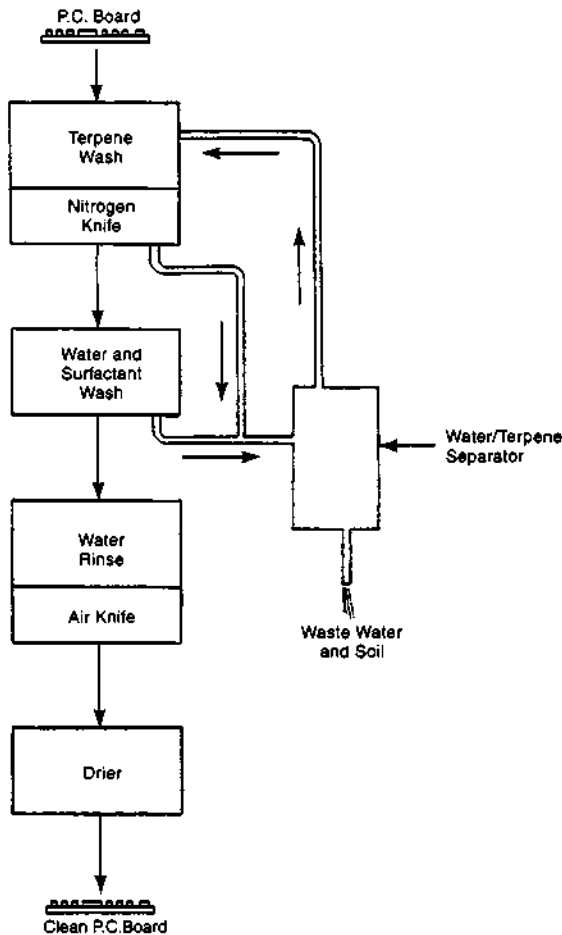 P.C. Board
Terpene
Wash
Nitrogen
Knife
Water and
Surfactant
Wash
Water/Terpene
Separator
Water
Rinse
Air Knife
Waste Water
and Soil
Drier
Clean P.C.Board